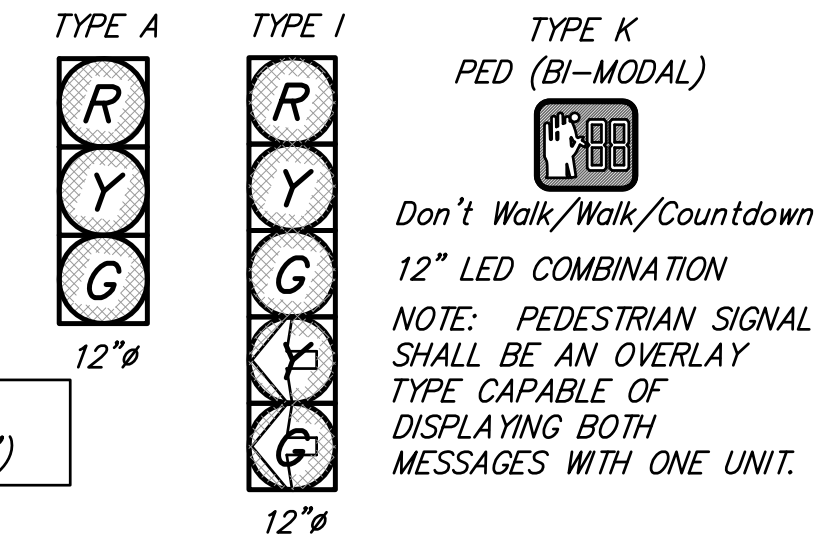 TYPE A
R
Y
G
12"ø
")
TYPE I
R
Y
G
Y
G
12"ø
TYPE K
PED (BI-MODAL)
88
Don't Walk/Walk/Countdown
12" LED COMBINATION
NOTE: PEDESTRIAN SIGNAL
SHALL BE AN OVERLAY
TYPE CAPABLE OF
DISPLAYING BOTH
MESSAGES WITH ONE UNIT.